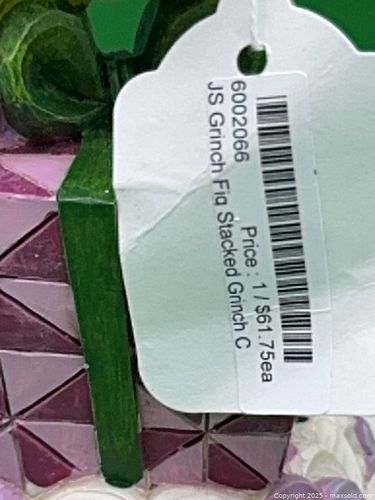 6002066
JS Grinch Fig Stacked Grinch C
Price : 1 / $61.75ea
Copyright © 2025 - maxsold.com